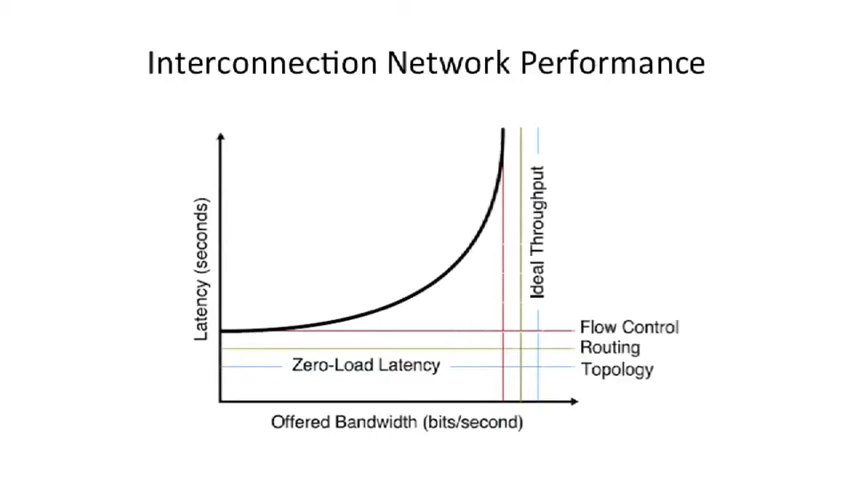 Interconnection Network Performance
Latency (seconds)
Ideal Throughput
Flow Control
Routing
Zero-Load Latency
Topology
Offered Bandwidth (bits/second)